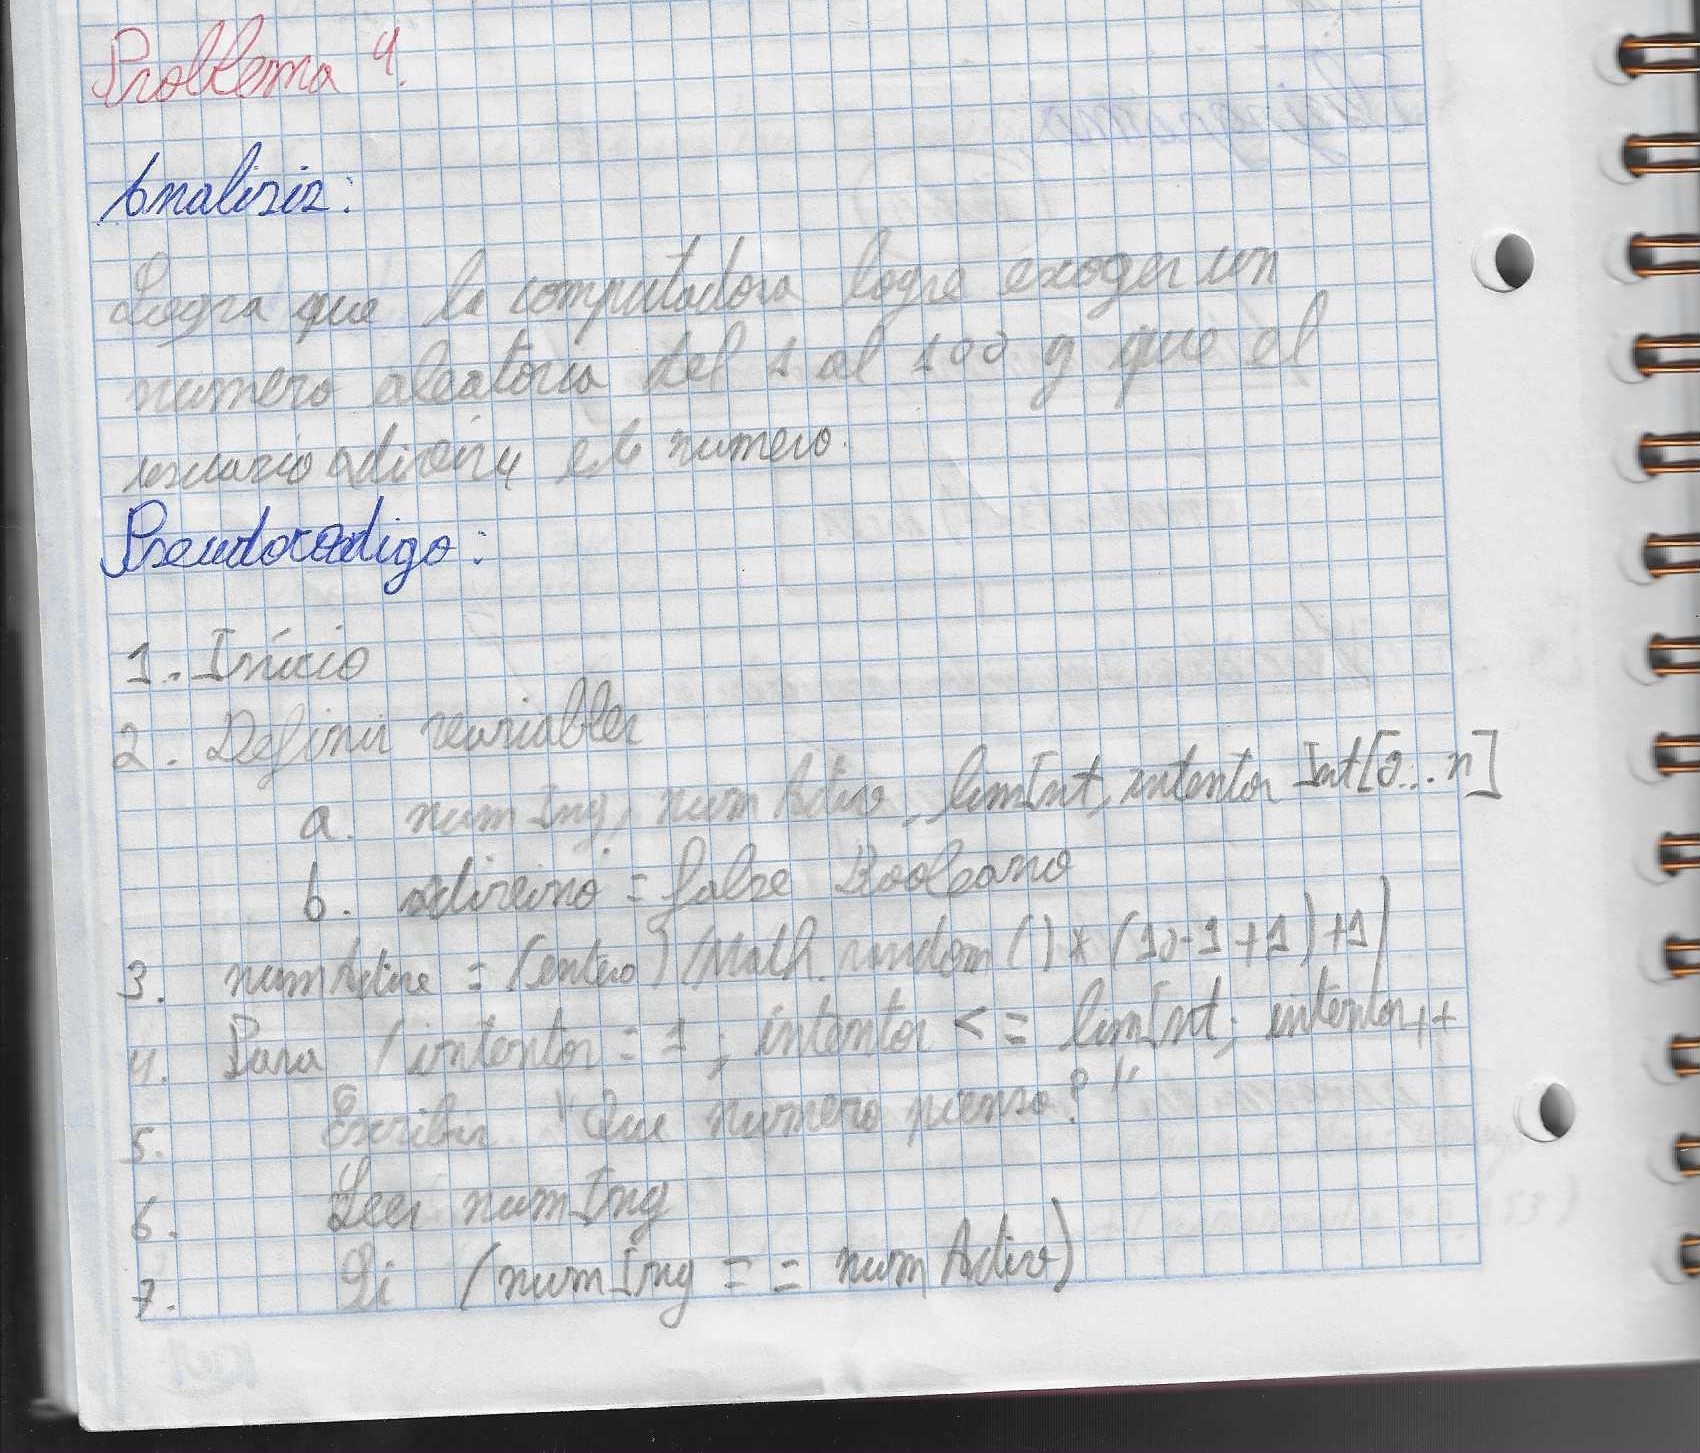 Problema 4.
Analisis:
Logra que la computadora logre exoger un
numero aleatorio del 1 al 100 y que el
usuario adivine el numero.
Pseudocodigo:
1. Inicio
2. Definir variables
a. numIng, numAdiv, limInt, intentos Int[0...n]
b. adivino = false Booleano
3. numAdiv = (entero) (Math.random() * (10-1+1)+1)
4. Para (intentos = 1; intentos <= limInt; intentos++
5. Escribir "Que numero pienso?"
6. Leer numIng
7. Si (numIng == numAdiv)